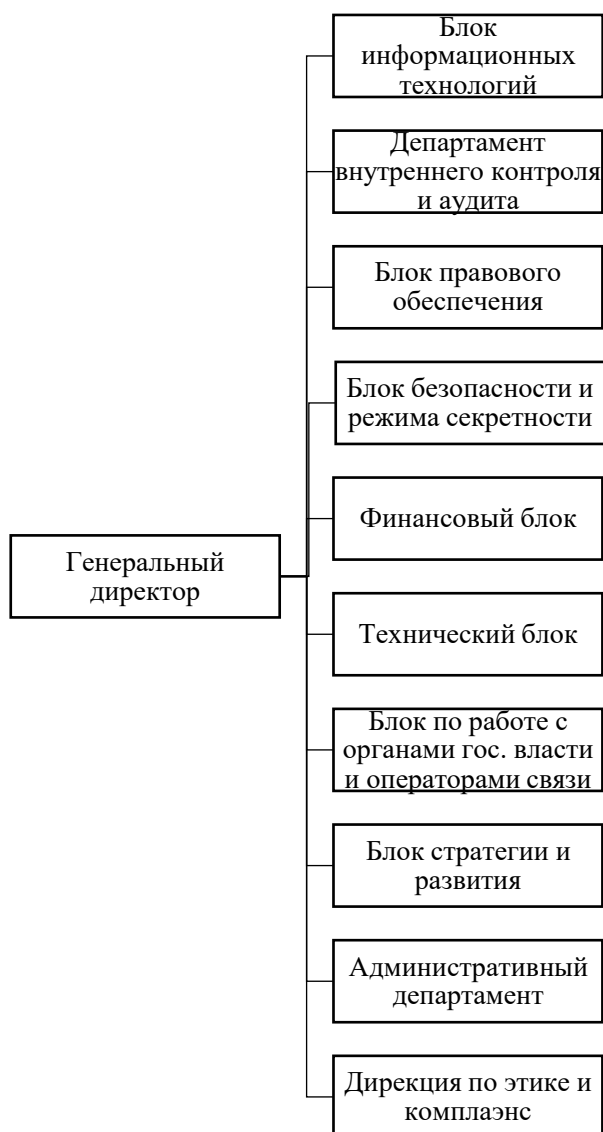 Блок
информационных
технологий
Департамент
внутреннего контроля
и аудита
Блок правового
обеспечения
Блок безопасности и
режима секретности
Финансовый блок
Генеральный
директор
Технический блок
Блок по работе с
органами гос. власти
и операторами связи
Блок стратегии и
развития
Административный
департамент
Дирекция по этике и
комплаэнс